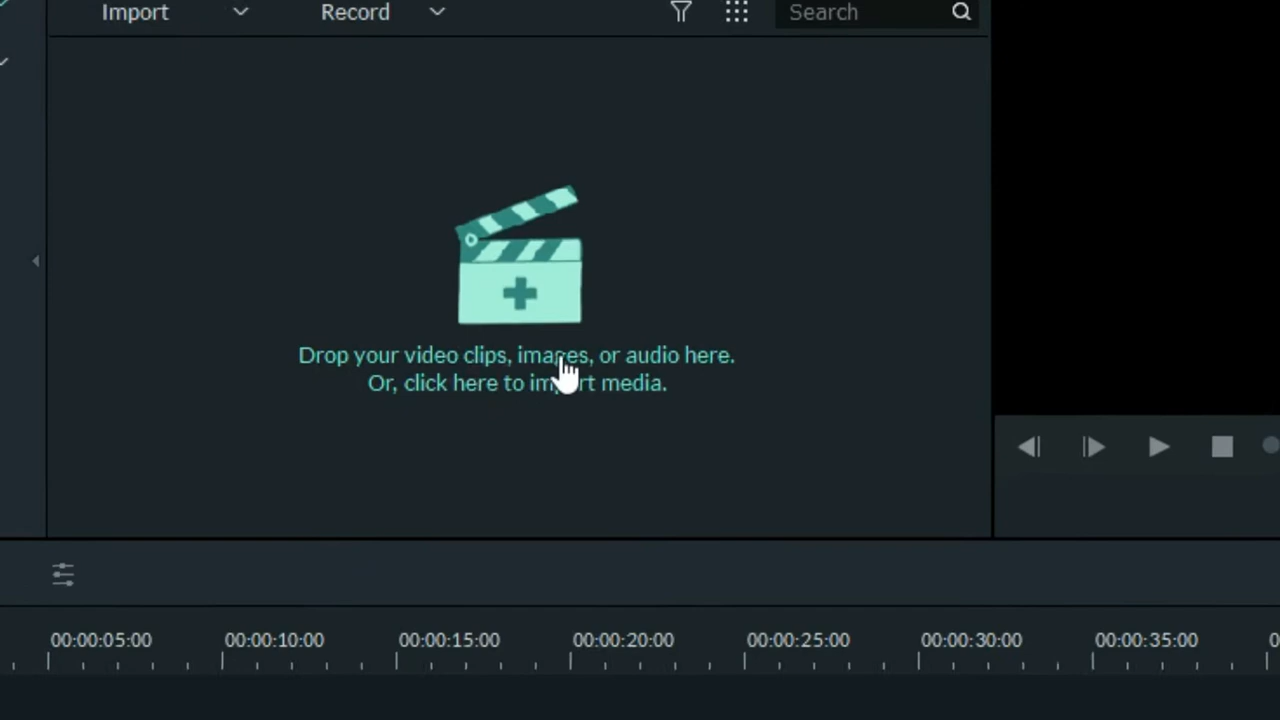 Import
Record
Search
Drop your video clips, images, or audio here.
Or, click here to import media.
00:00:05:00 00:00:10:00 00:00:15:00 00:00:20:00 00:00:25:00 00:00:30:00 00:00:35:00